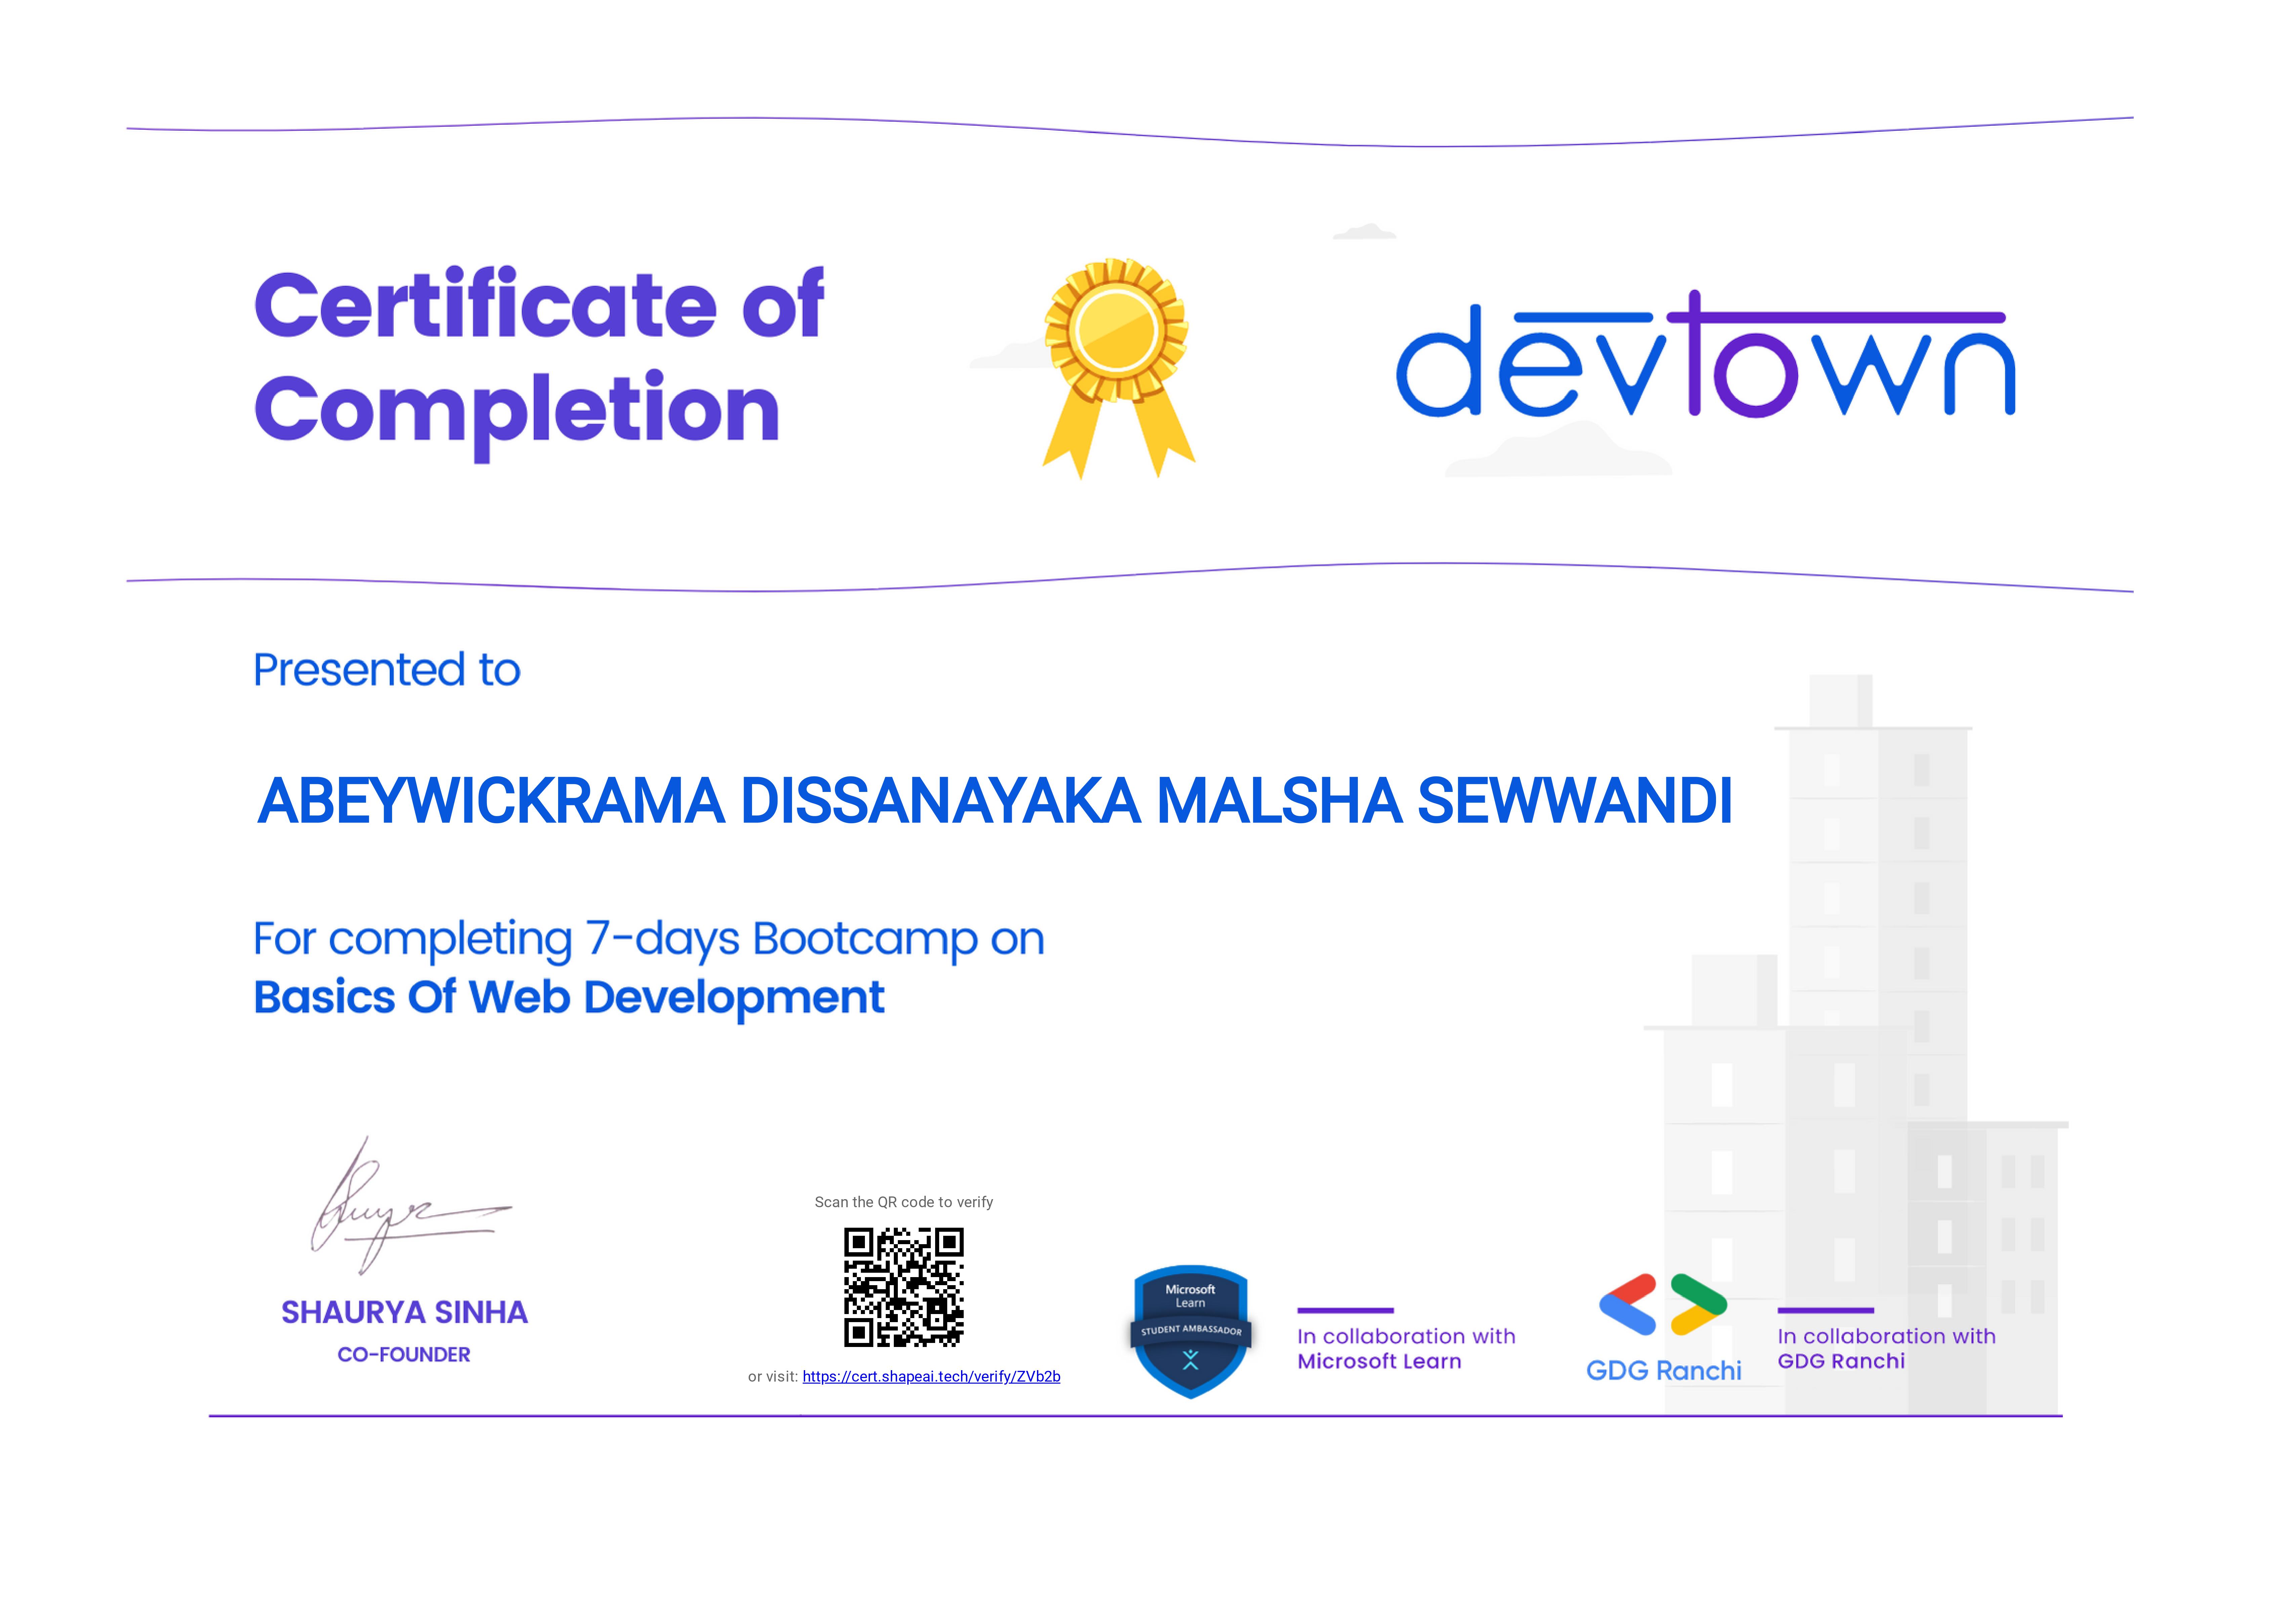 Certificate of
Completion
devtown
Presented to
ABEYWICKRAMA DISSANAYAKA MALSHA SEWWANDI
For completing 7-days Bootcamp on
Basics Of Web Development
SHAURYA SINHA
CO-FOUNDER
Scan the QR code to verify
or visit: https://cert.shapeai.tech/verify/ZVb2b
Microsoft
Learn
STUDENT AMBASSADOR
In collaboration with
Microsoft Learn
GDG Ranchi
In collaboration with
GDG Ranchi